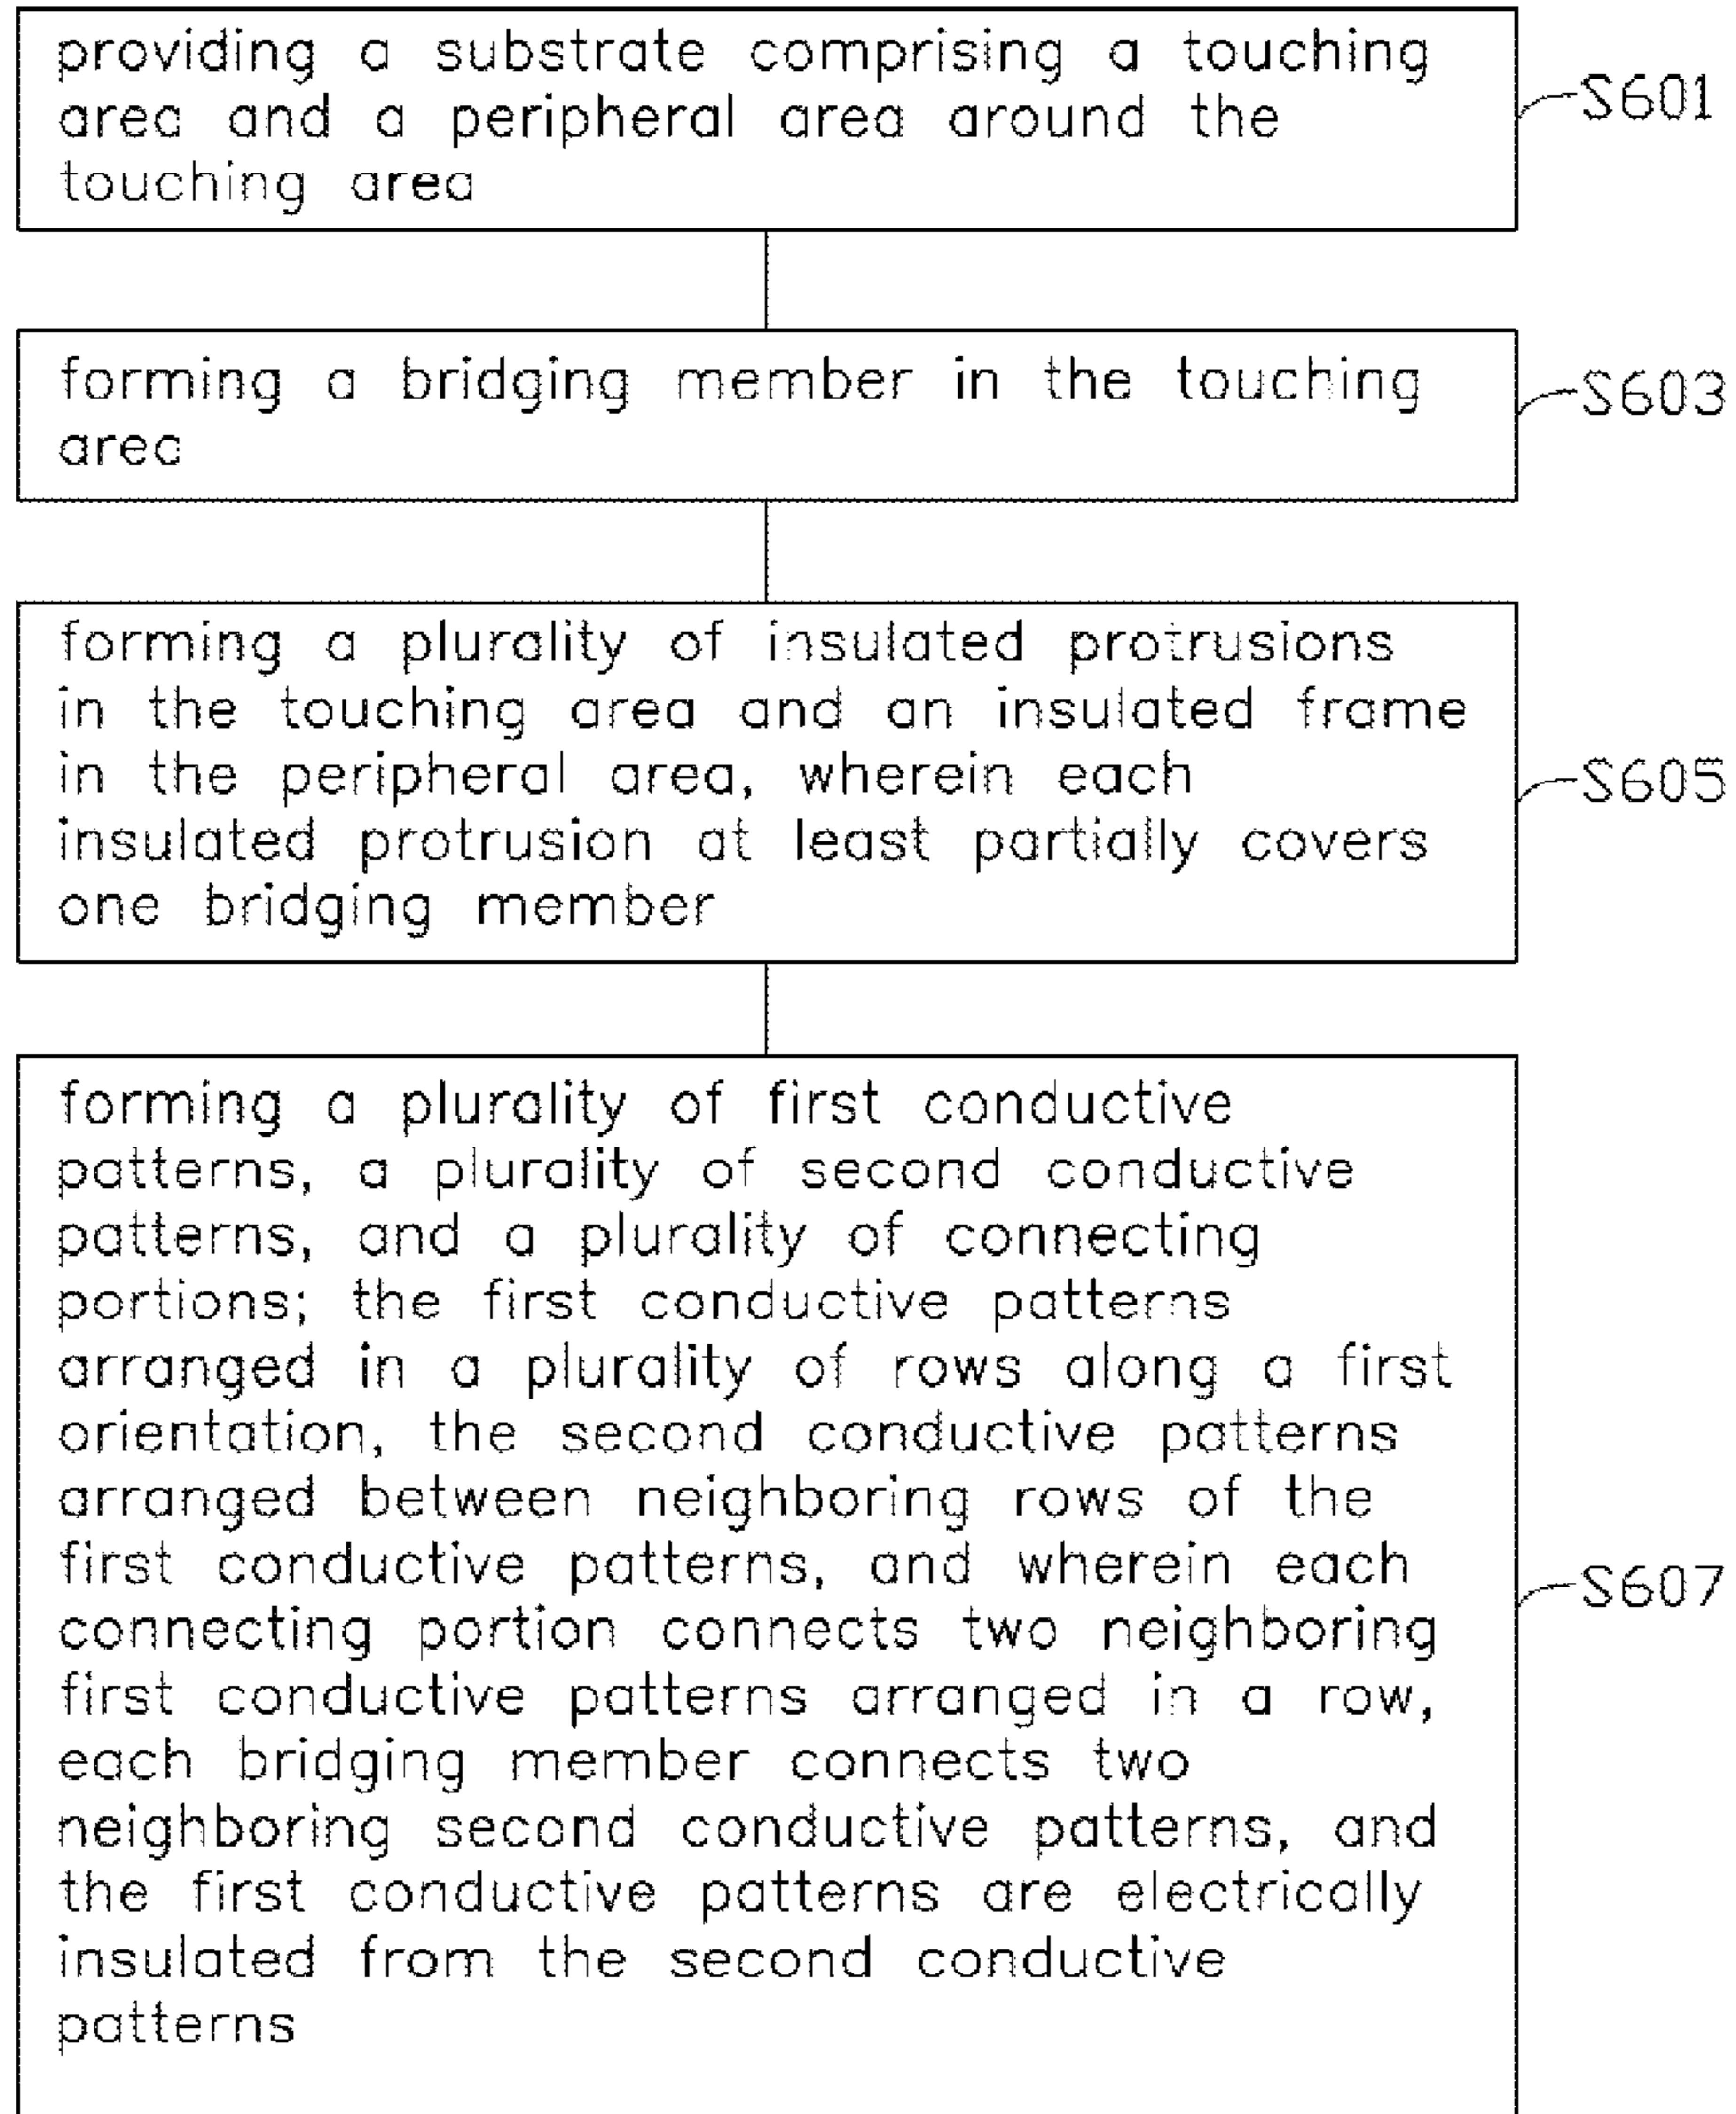 providing a substrate comprising a touching
area and a peripheral area around the
touching area
S601
forming a bridging member in the touching
area
S603
forming a plurality of insulated protrusions
in the touching area and an insulated frame
in the peripheral area, wherein each
insulated protrusion at least partially covers
one bridging member
S605
forming a plurality of first conductive
patterns, a plurality of second conductive
patterns, and a plurality of connecting
portions; the first conductive patterns
arranged in a plurality of rows along a first
orientation, the second conductive patterns
arranged between neighboring rows of the
first conductive patterns, and wherein each
connecting portion connects two neighboring
first conductive patterns arranged in a row,
each bridging member connects two
neighboring second conductive patterns, and
the first conductive patterns are electrically
insulated from the second conductive
patterns
S607